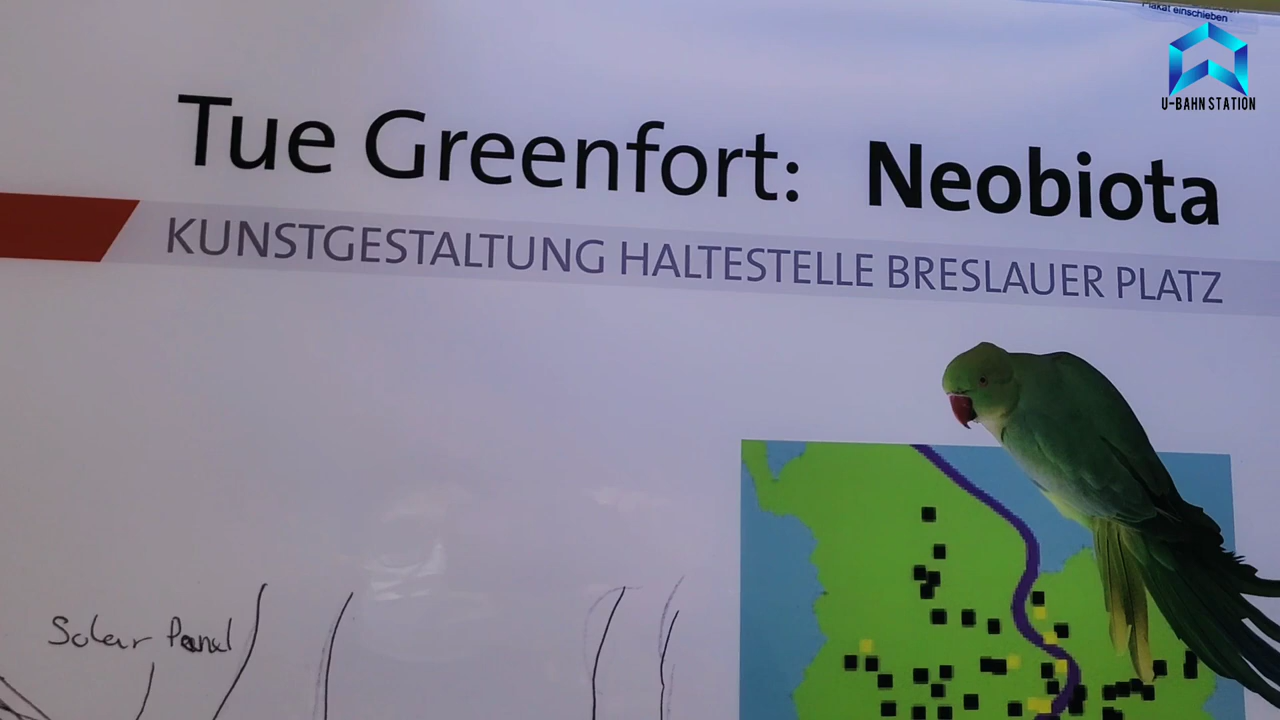 Plakat einschieben
U-BAHN STATION
Tue Greenfort: Neobiota
KUNSTGESTALTUNG HALTESTELLE BRESLAUER PLATZ
Solar Panel